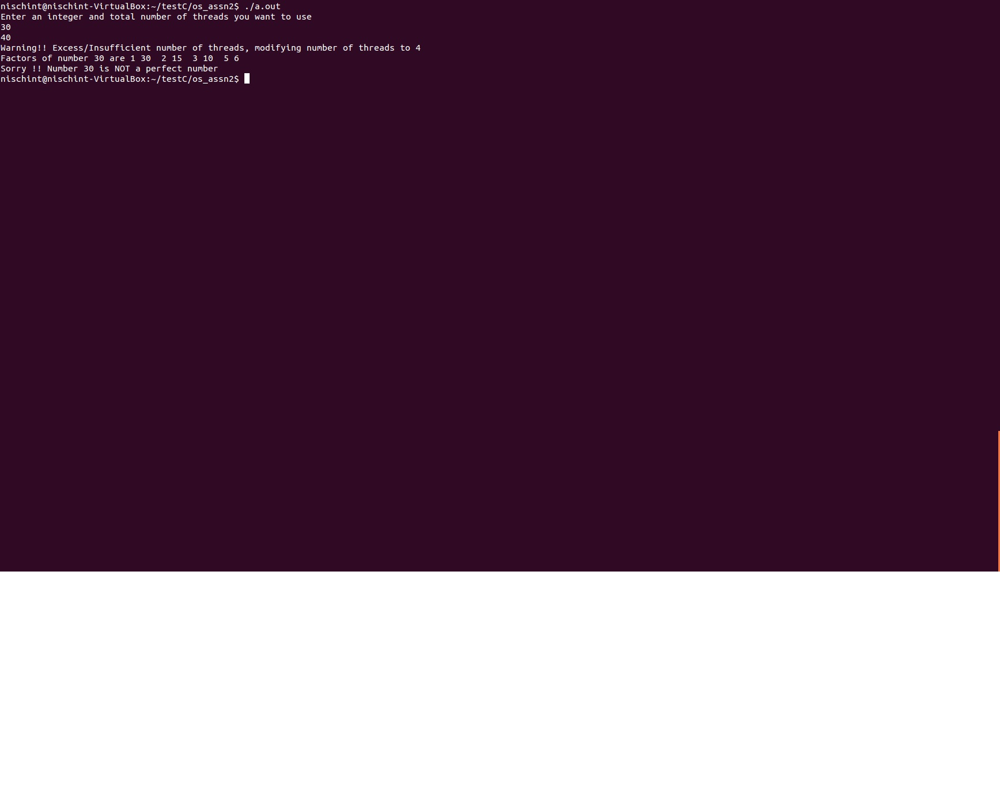 nischint@nischint-VirtualBox:~/testC/os_assn2$ ./a.out
Enter an integer and total number of threads you want to use
30
40
Warning!! Excess/Insufficient number of threads, modifying number of threads to 4
Factors of number 30 are 1 30  2 15  3 10  5 6
Sorry !! Number 30 is NOT a perfect number
nischint@nischint-VirtualBox:~/testC/os_assn2$